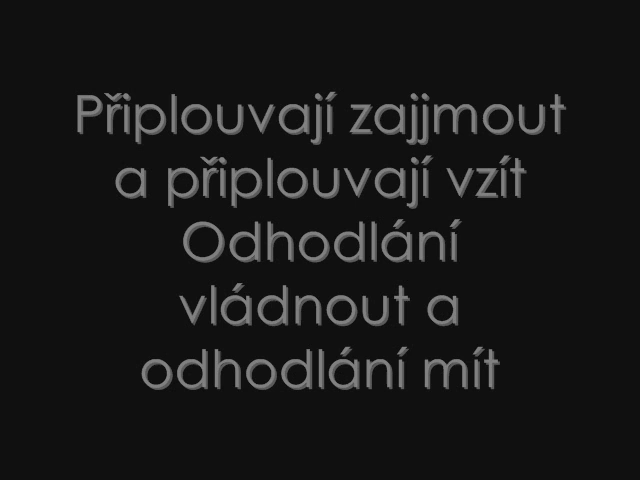 Připlouvají zajjmout
a připlouvají vzít
Odhodlání
vládnout a
odhodlání mít